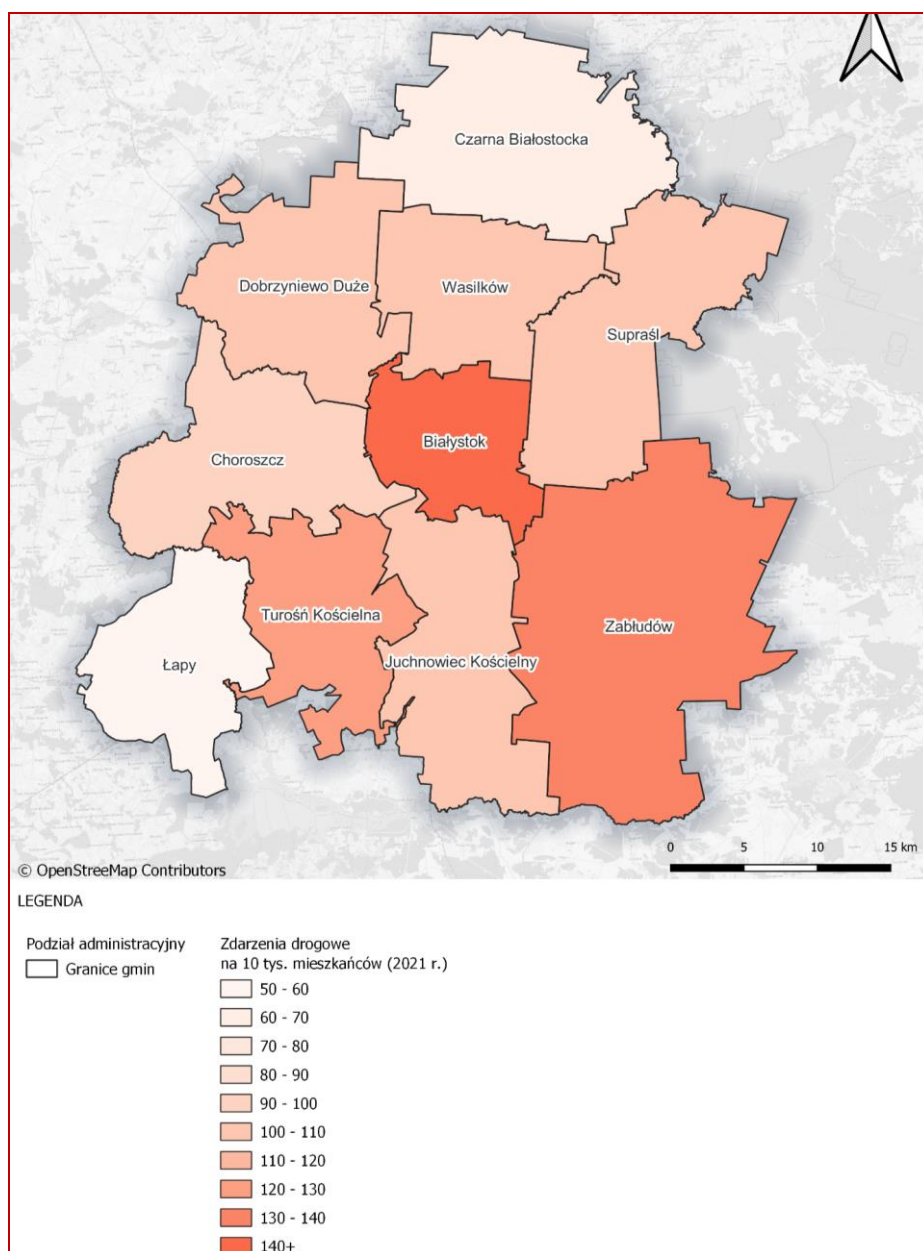 Czarna Białostocka
Dobrzyniewo Duże
Wasilków
Supraśl
Białystok
Choroszcz
Turośń Kościelna
Zabłudów
Juchnowiec Kościelny
Łapy
0 5 10 15 km
© OpenStreetMap Contributors
LEGENDA
Podział administracyjny
Granice gmin
Zdarzenia drogowe
na 10 tys. mieszkańców (2021 r.)
50 - 60
60 - 70
70 - 80
80 - 90
90 - 100
100 - 110
110 - 120
120 - 130
130 - 140
140+